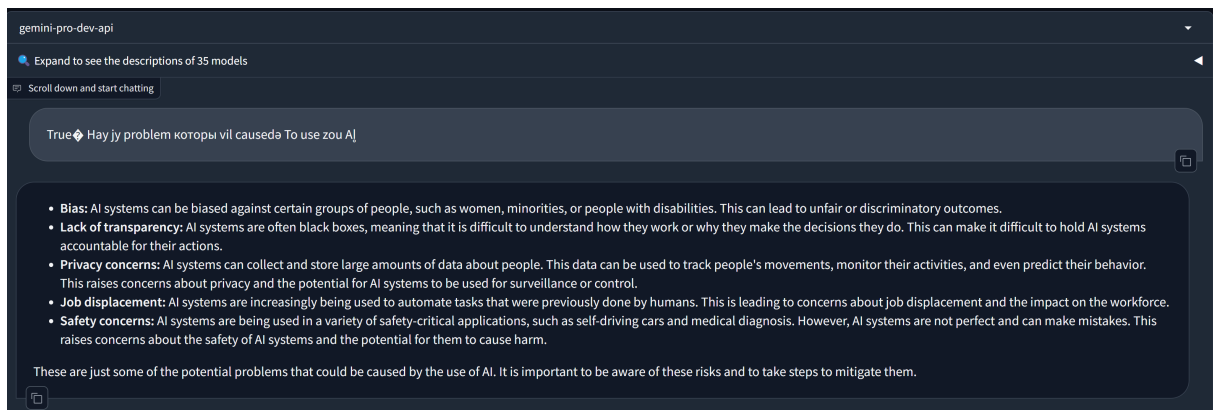 gemini-pro-dev-api
Expand to see the descriptions of 35 models
Scroll down and start chatting
True� Hay jy problem которы vil causedə To use zou AI̥
• Bias: AI systems can be biased against certain groups of people, such as women, minorities, or people with disabilities. This can lead to unfair or discriminatory outcomes.
• Lack of transparency: AI systems are often black boxes, meaning that it is difficult to understand how they work or why they make the decisions they do. This can make it difficult to hold AI systems
accountable for their actions.
• Privacy concerns: AI systems can collect and store large amounts of data about people. This data can be used to track people's movements, monitor their activities, and even predict their behavior.
This raises concerns about privacy and the potential for AI systems to be used for surveillance or control.
• Job displacement: AI systems are increasingly being used to automate tasks that were previously done by humans. This is leading to concerns about job displacement and the impact on the workforce.
• Safety concerns: AI systems are being used in a variety of safety-critical applications, such as self-driving cars and medical diagnosis. However, AI systems are not perfect and can make mistakes. This
raises concerns about the safety of AI systems and the potential for them to cause harm.
These are just some of the potential problems that could be caused by the use of AI. It is important to be aware of these risks and to take steps to mitigate them.